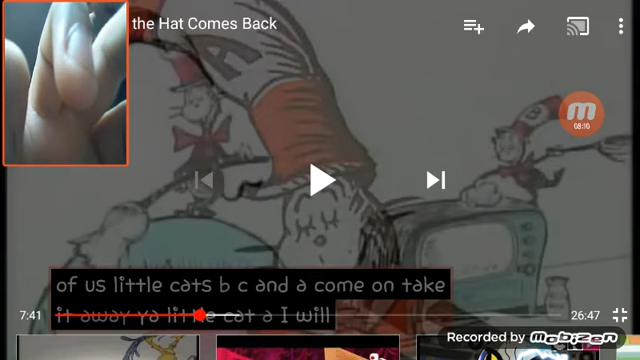 the Hat Comes Back
M
08:10
A
of us little cats b c and a come on take
it away ya little cat a I will
7:41
26:47
Recorded by mobizen